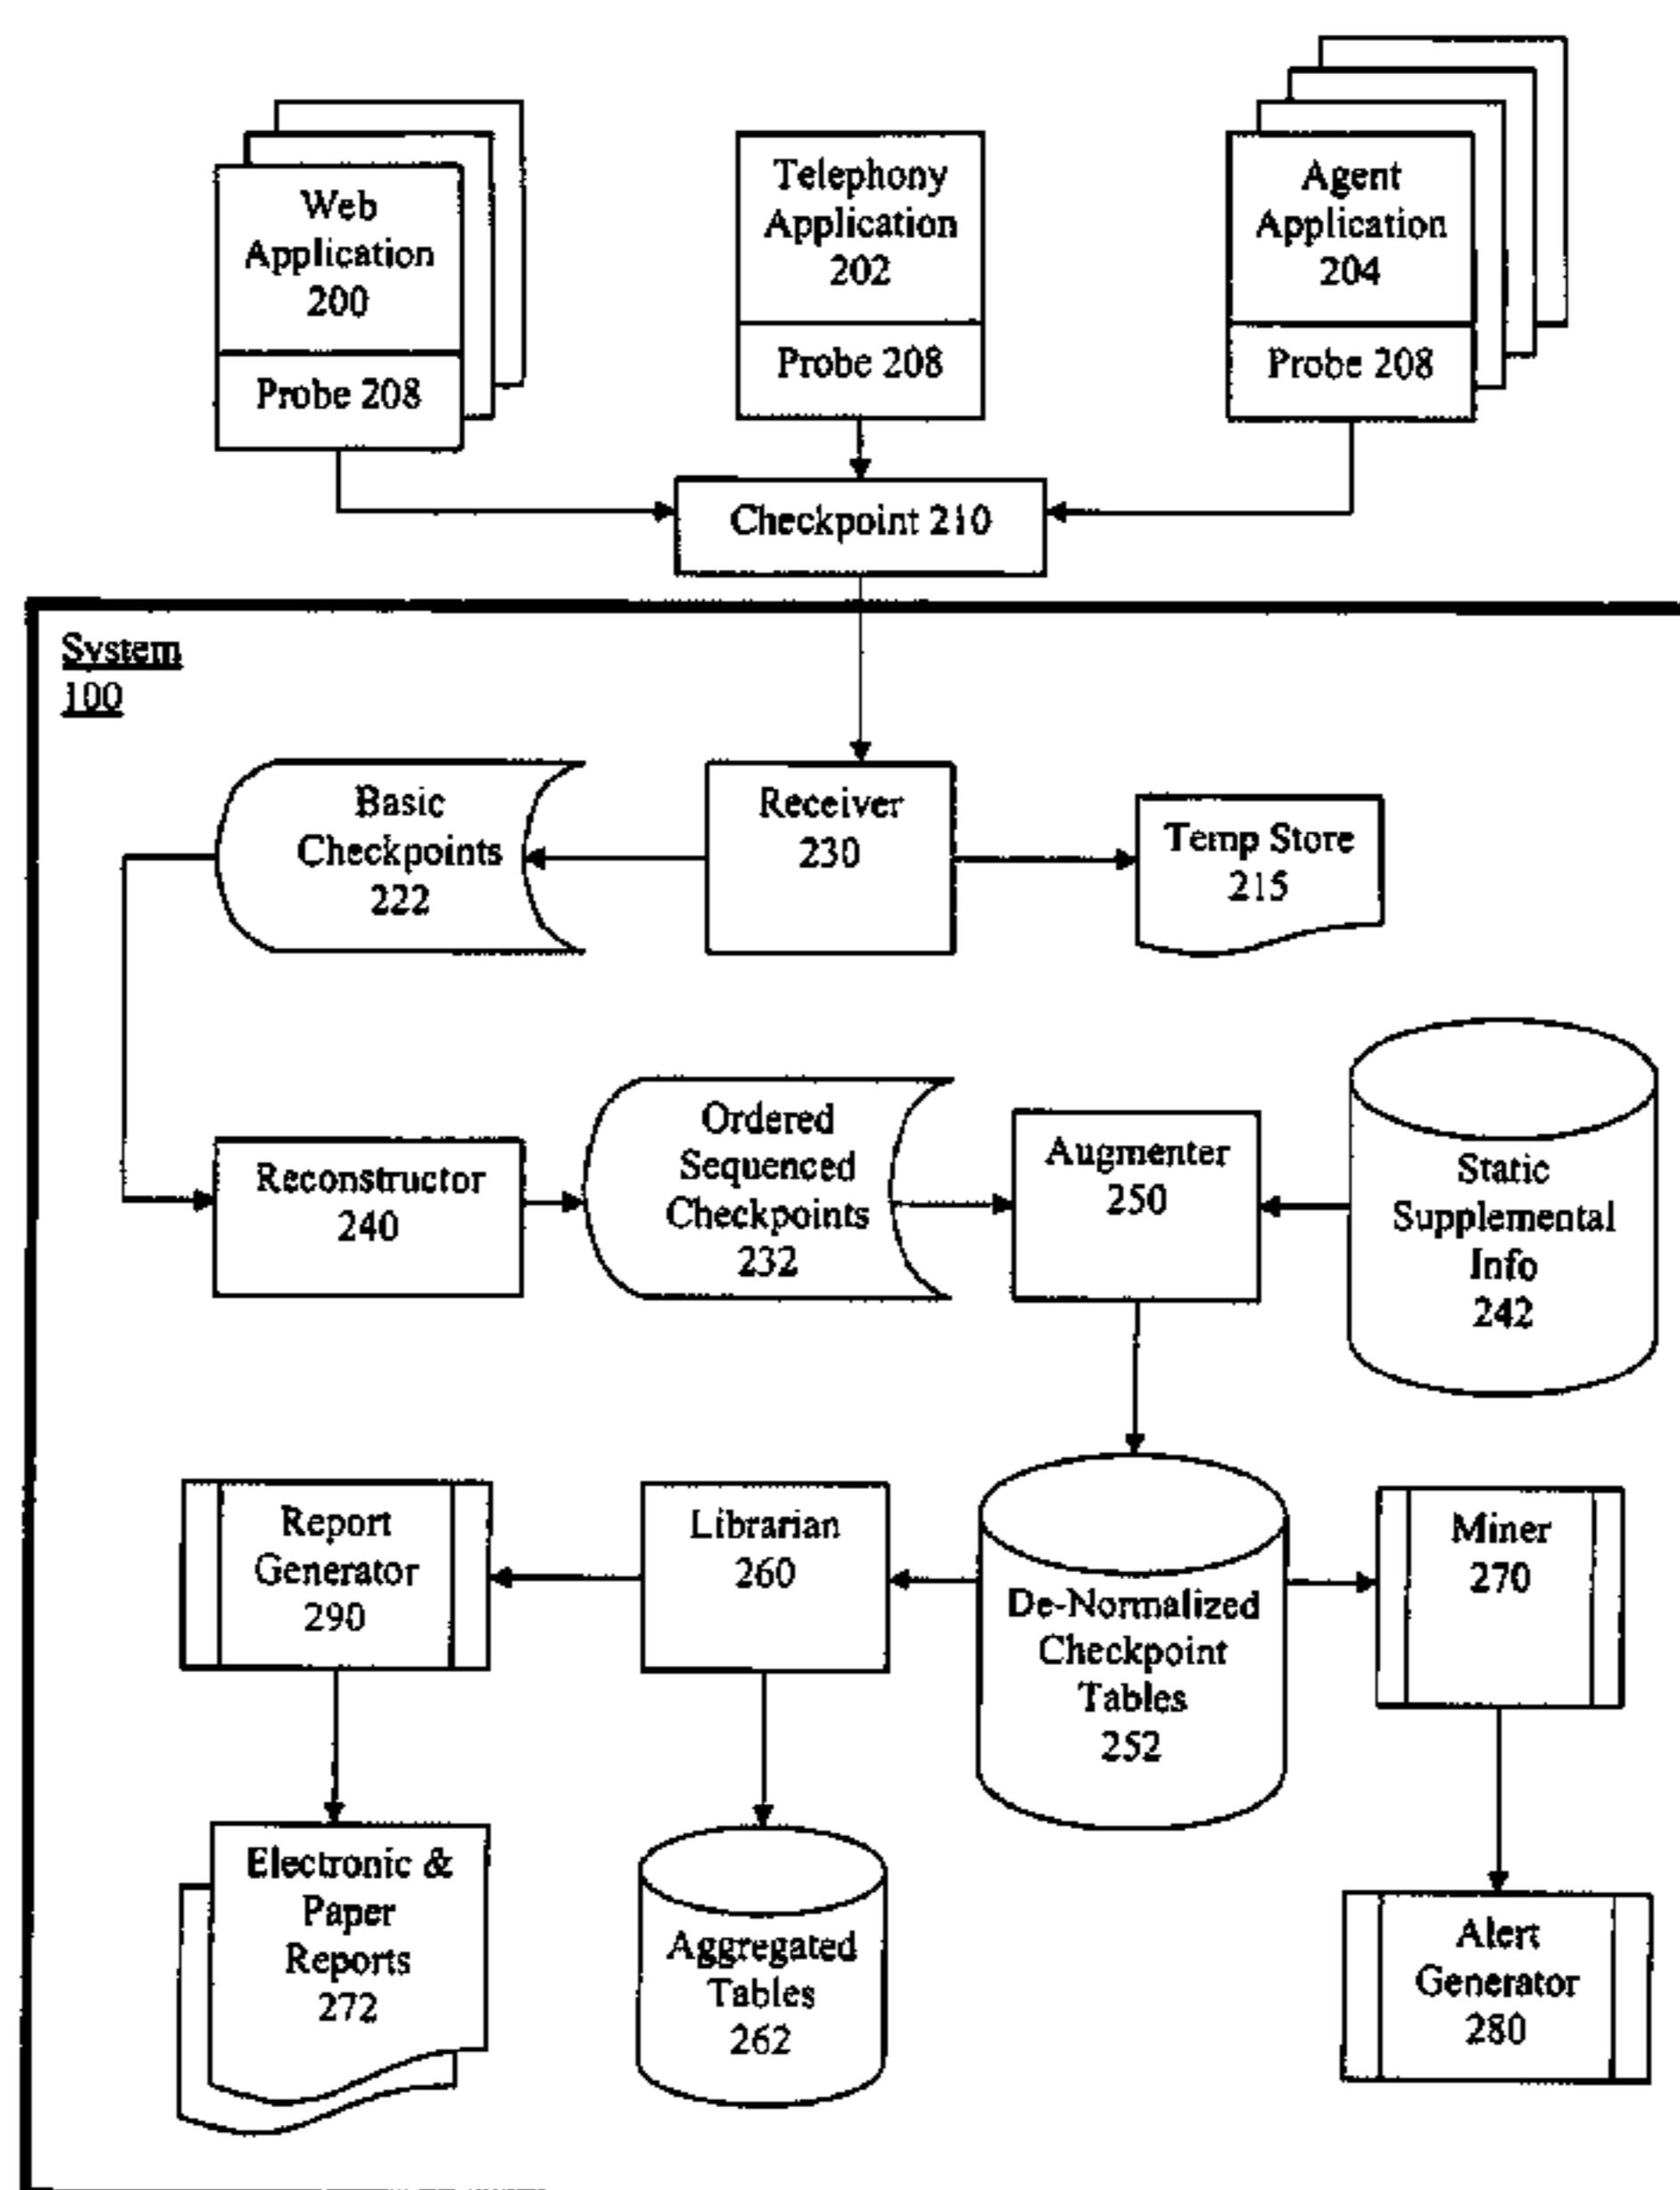 Web
Application
200
Probe 208
Telephony
Application
202
Probe 208
Agent
Application
204
Probe 208
Checkpoint 210
System
100
Basic
Checkpoints
222
Receiver
230
Temp Store
215
Reconstructor
240
Ordered
Sequenced
Checkpoints
232
Augmenter
250
Static
Supplemental
Info
242
Report
Generator
290
Librarian
260
De-Normalized
Checkpoint
Tables
252
Miner
270
Electronic &
Paper
Reports
272
Aggregated
Tables
262
Alert
Generator
280